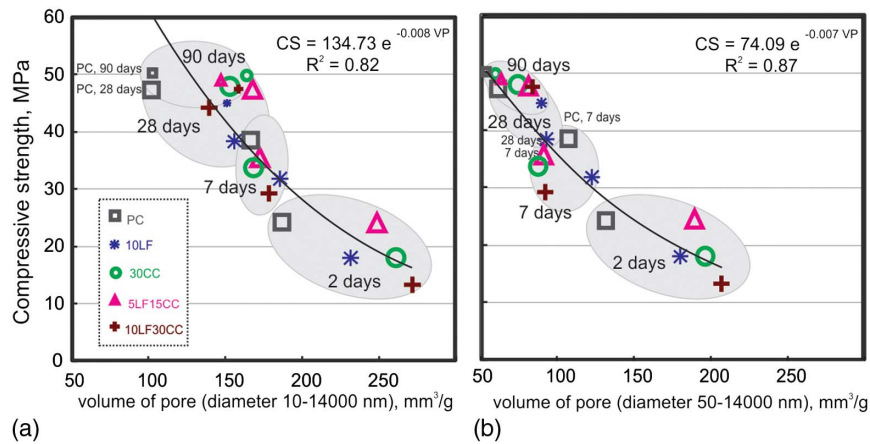 60
50
40
30
20
10
0
Compressive strength, MPa
PC, 90 days
PC, 28 days
90 days
28 days
7 days
2 days
CS = 134.73 e -0.008 VP
R2 = 0.82
PC
10LF
30CC
5LF15CC
10LF30CC
50 100 150 200 250
volume of pore (diameter 10-14000 nm), mm3/g
(a)
90 days
28 days
PC, 7 days
28 days
7 days
7 days
2 days
CS = 74.09 e -0.007 VP
R2 = 0.87
50 100 150 200 250
volume of pore (diameter 50-14000 nm), mm3/g
(b)